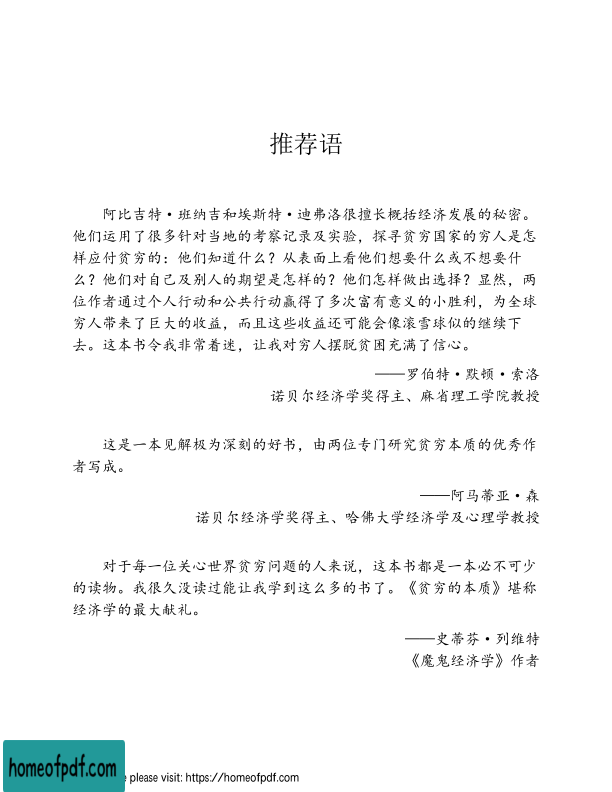 推荐语
阿比吉特·班纳吉和埃斯特·迪弗洛很擅长概括经济发展的秘密。
他们运用了很多针对当地的考察记录及实验，探寻贫穷国家的穷人是怎
样应付贫穷的：他们知道什么？从表面上看他们想要什么或不想要什
么？他们对自己及别人的期望是怎样的？他们怎样做出选择？显然，两
位作者通过个人行动和公共行动赢得了多次富有意义的小胜利，为全球
穷人带来了巨大的收益，而且这些收益还可能会像滚雪球似的继续下
去。这本书令我非常着迷，让我对穷人摆脱贫困充满了信心。
——罗伯特·默顿·索洛
诺贝尔经济学奖得主、麻省理工学院教授
这是一本见解极为深刻的好书，由两位专门研究贫穷本质的优秀作
者写成。
——阿马蒂亚·森
诺贝尔经济学奖得主、哈佛大学经济学及心理学教授
对于每一位关心世界贫穷问题的人来说，这本书都是一本必不可少
的读物。我很久没读过能让我学到这么多的书了。《贫穷的本质》堪称
经济学的最大献礼。
——史蒂芬·列维特
《魔鬼经济学》作者
homeofpdf.com
e please visit: https://homeofpdf.com